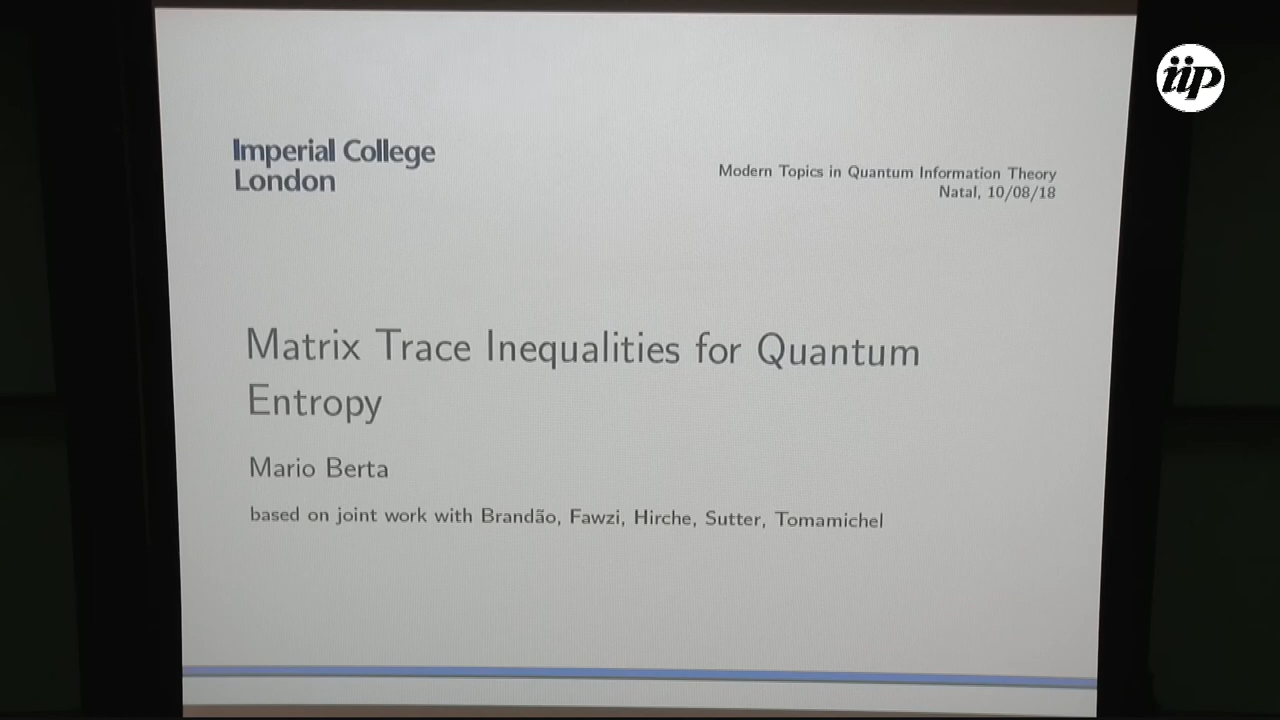 iip
Imperial College
London
Modern Topics in Quantum Information Theory
Natal, 10/08/18
Matrix Trace Inequalities for Quantum
Entropy
Mario Berta
based on joint work with Brandão, Fawzi, Hirche, Sutter, Tomamichel